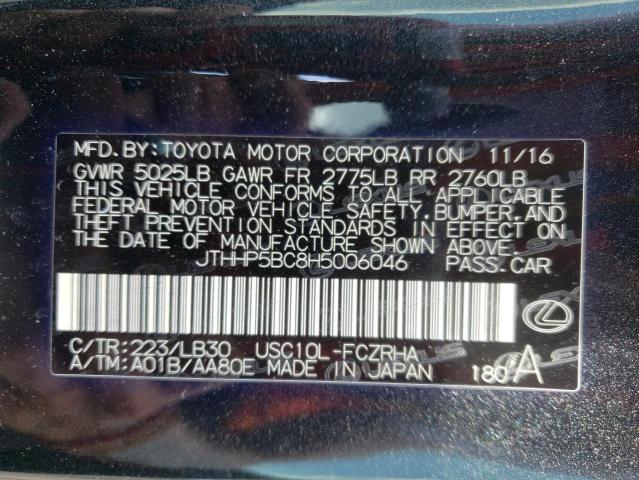 MFD. BY: TOYOTA MOTOR CORPORATION 11/16
GVWR 5025LB GAWR FR 2775LB RR 2760LB
THIS VEHICLE CONFORMS TO ALL APPLICABLE
FEDERAL MOTOR VEHICLE SAFETY, BUMPER, AND
THEFT PREVENTION STANDARDS IN EFFECT ON
THE DATE OF MANUFACTURE SHOWN ABOVE.
JTHHP5BC8H5006046 PASS. CAR
C/TR: 223/LB30 USC10L-FCZRHA
A/TM: A01B/AA80E MADE IN JAPAN 180 A